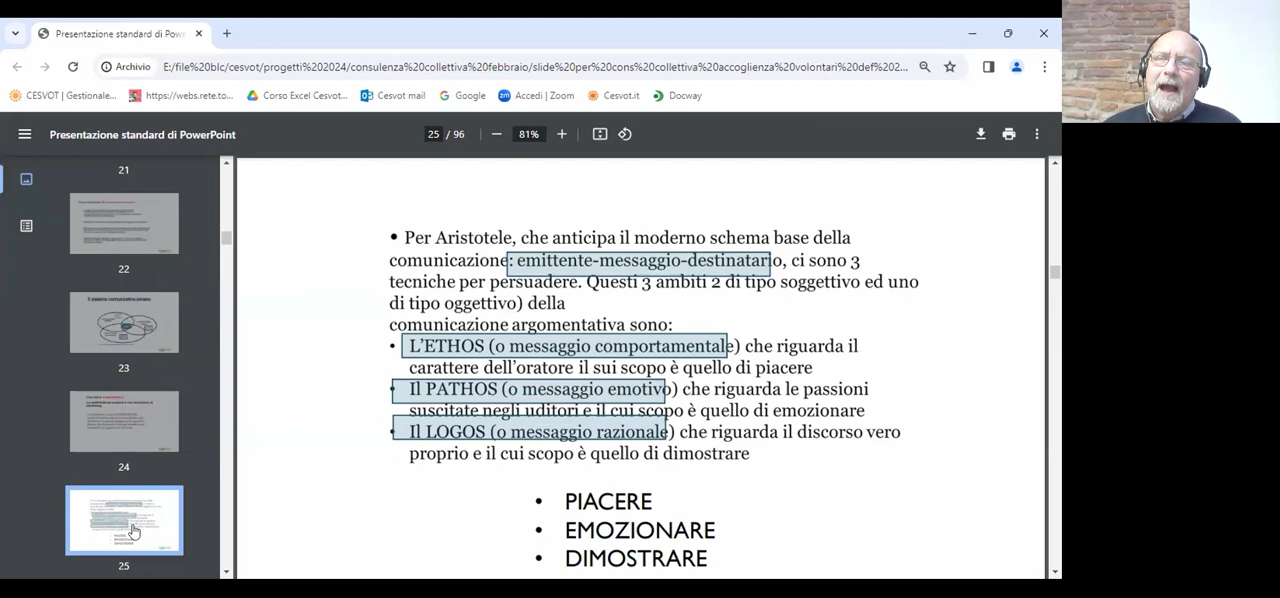 Presentazione standard di Pow
Archivio
E:/file%20blc/cesvot/progetti%202024/consulenza%20collettiva%20febbraio/slide%20per%20cons%20collettiva%20accoglienza%20volontari%20def%202...
CESVOT | Gestionale...
https://webs.rete.to...
Corso Excel Cesvot...
Cesvot mail
Google
Accedi | Zoom
Cesvot.it
Docway
Presentazione standard di PowerPoint
25 / 96
81%
21
22
23
24
25
• Per Aristotele, che anticipa il moderno schema base della
comunicazione: emittente-messaggio-destinatario, ci sono 3
tecniche per persuadere. Questi 3 ambiti 2 di tipo soggettivo ed uno
di tipo oggettivo) della
comunicazione argomentativa sono:
• L'ETHOS (o messaggio comportamentale) che riguarda il
carattere dell'oratore il sui scopo è quello di piacere
• Il PATHOS (o messaggio emotivo) che riguarda le passioni
suscitate negli uditori e il cui scopo è quello di emozionare
• Il LOGOS (o messaggio razionale) che riguarda il discorso vero
proprio e il cui scopo è quello di dimostrare
• PIACERE
• EMOZIONARE
• DIMOSTRARE